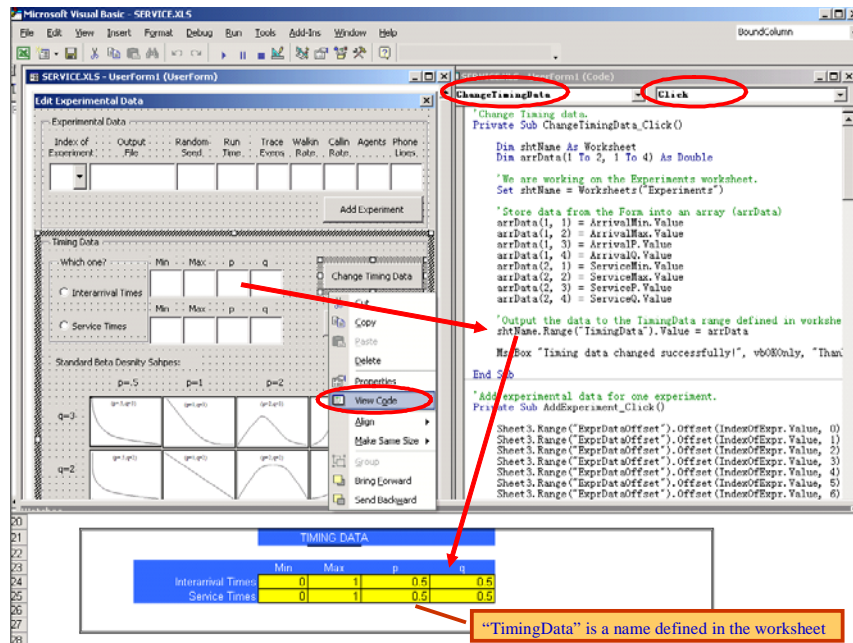 Microsoft Visual Basic - SERVICE.XLS
File Edit View Insert Format Debug Run Tools Add-Ins Window Help
BoundColumn
SERVICE.XLS - UserForm1 (UserForm)
SERVICE.XLS - UserForm1 (Code)
ChangeTimingData
Click
Edit Experimental Data
Experimental Data
Index of Output Random- Run Trace Walkin Callin Agents Phone
Experiment File Seed Time Events Rate Rate Lines
Add Experiment
Timing Data
Which one? Min Max p q
Change Timing Data
Interarrival Times
Min Max p q
Service Times
Standard Beta Desnity Sahpes:
p=.5 p=1 p=2
q=3
q=2
Cut
Copy
Paste
Delete
Properties
View Code
Align
Make Same Size
Group
Bring Forward
Send Backward
'Change Timing data.
Private Sub ChangeTimingData_Click()
Dim shtName As Worksheet
Dim arrData(1 To 2, 1 To 4) As Double
'We are working on the Experiments worksheet.
Set shtName = Worksheets("Experiments")
'Store data from the Form into an array (arrData)
arrData(1, 1) = ArrivalMin.Value
arrData(1, 2) = ArrivalMax.Value
arrData(1, 3) = ArrivalP.Value
arrData(1, 4) = ArrivalQ.Value
arrData(2, 1) = ServiceMin.Value
arrData(2, 2) = ServiceMax.Value
arrData(2, 3) = ServiceP.Value
arrData(2, 4) = ServiceQ.Value
'Output the data to the TimingData range defined in workshe
shtName.Range("TimingData").Value = arrData
MsgBox "Timing data changed successfully!", vbOKOnly, "Than
End Sub
'Add experimental data for one experiment.
Private Sub AddExperiment_Click()
Sheet3.Range("ExprDataOffset").Offset(IndexOfExpr.Value, 0)
Sheet3.Range("ExprDataOffset").Offset(IndexOfExpr.Value, 1)
Sheet3.Range("ExprDataOffset").Offset(IndexOfExpr.Value, 2)
Sheet3.Range("ExprDataOffset").Offset(IndexOfExpr.Value, 3)
Sheet3.Range("ExprDataOffset").Offset(IndexOfExpr.Value, 4)
Sheet3.Range("ExprDataOffset").Offset(IndexOfExpr.Value, 5)
Sheet3.Range("ExprDataOffset").Offset(IndexOfExpr.Value, 6)
20
21 TIMING DATA
22
23 Min Max p q
24 Interarrival Times 0 1 0.5 0.5
25 Service Times 0 1 0.5 0.5
26
27
28
“TimingData” is a name defined in the worksheet